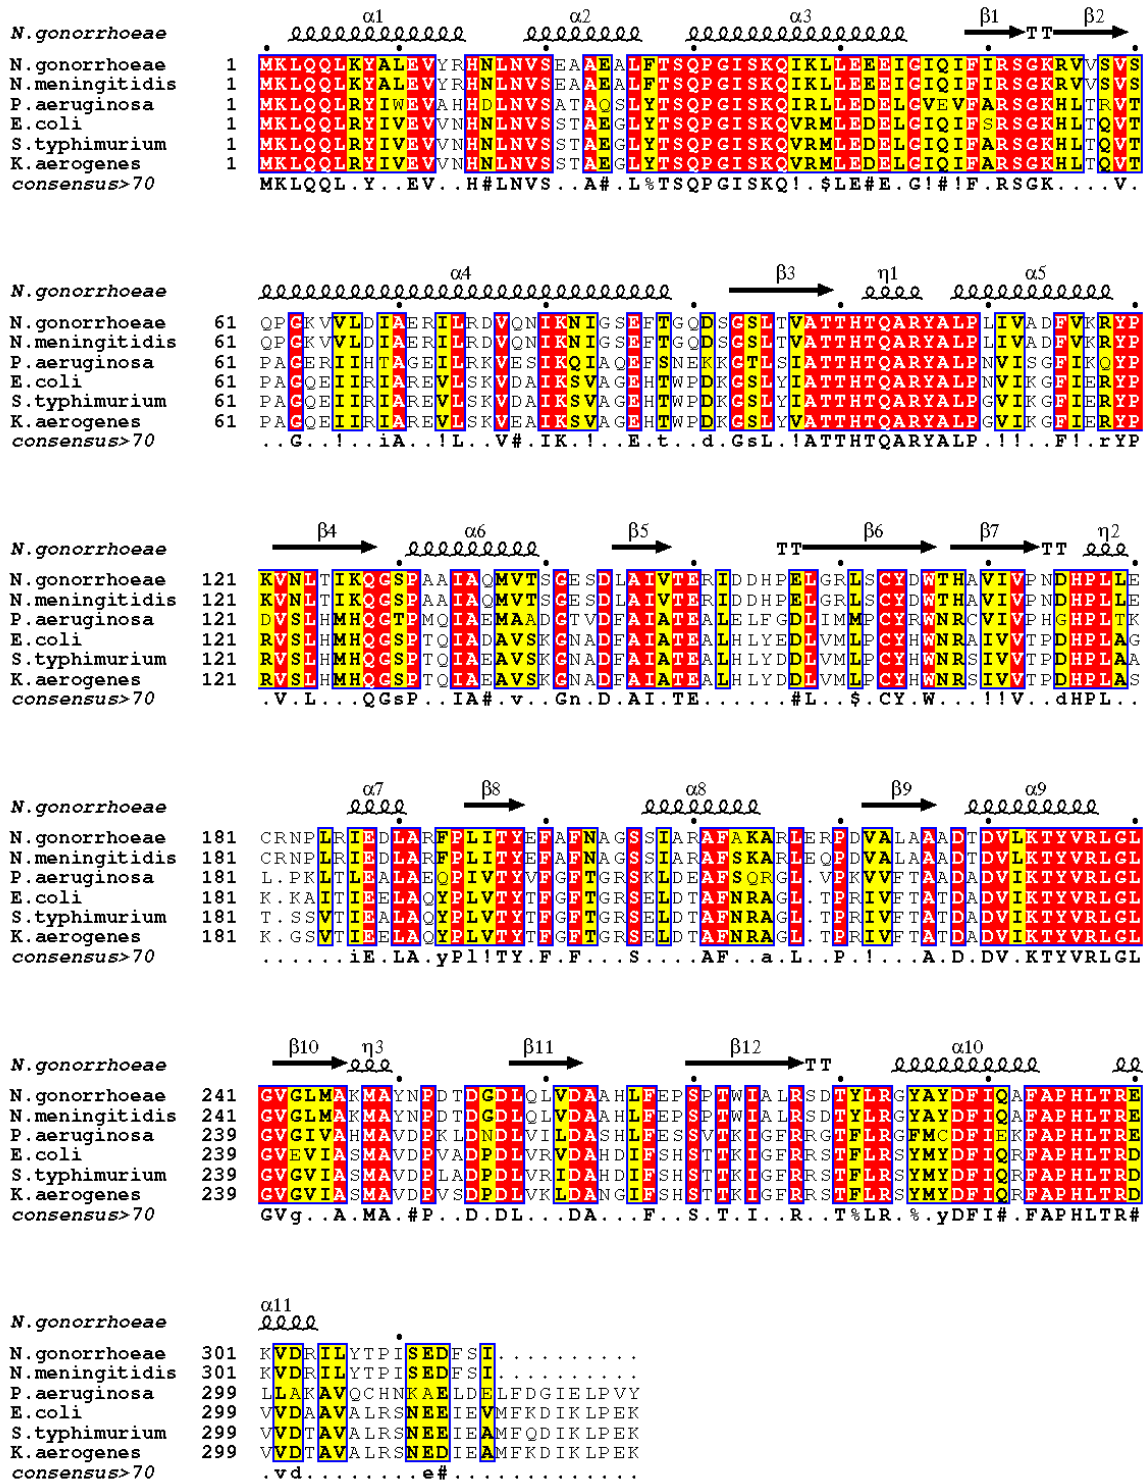 α1 α2 α3 β1 β2
N.gonorrhoeae TT
N.gonorrhoeae 1 MKLQQLKYALEVYRHNLNVSEAAEALFTSQPGISKQIKLLEEEIGIQIFIRSGKRVVSVS
N.meningitidis 1 MKLQQLKYALEVYRHNLNVSEAAEALFTSQPGISKQIKLLEEEIGIQIFIRSGKRVVSVS
P.aeruginosa 1 MKLQQLRYIWEVAHHDLNVSATAQSLYTSQPGISKQIRLLEDELGVEVFARSGKHLTRVT
E.coli 1 MKLQQLRYIVEVVNHNLNVSSTAEGLYTSQPGISKQVRMLEDELGIQIFSRSGKHLTQVT
S.typhimurium 1 MKLQQLRYIVEVVNHNLNVSSTAEGLYTSQPGISKQVRMLEDELGIQIFARSGKHLTQVT
K.aerogenes 1 MKLQQLRYIVEVVNHNLNVSSTAEGLYTSQPGISKQVRMLEDELGIQIFARSGKHLTQVT
consensus>70 MKLQQL.Y..EV..H#LNVS..A#.L%TSQPGISKQ!.$LE#E.G!#!F.RSGK....V.
α4 β3 η1 α5
N.gonorrhoeae
N.gonorrhoeae 61 QPGKVVLDIAERILRDVQNIKNIGSEFTGQDSGSLTVATTHTQARYALPLIVADFVKRYP
N.meningitidis 61 QPGKVVLDIAERILRDVQNIKNIGSEFTGQDSGSLTVATTHTQARYALPLIVADFVKRYP
P.aeruginosa 61 PAGERIIHTAGEILRKVESIKQIAQEFSNEKKGTLSIATTHTQARYALPNVISGFIKQYP
E.coli 61 PAGQEIIRIAREVLSKVDAIKSVAGEHTWPDKGSLYIATTHTQARYALPNVIKGFIERYP
S.typhimurium 61 PAGQEIIRIAREVLSKVDAIKSVAGEHTWPDKGSLYIATTHTQARYALPGVIKGFIERYP
K.aerogenes 61 PAGQEIIRIAREVLSKVEAIKSVAGEHTWPDKGSLYIATTHTQARYALPGVIKGFIERYP
consensus>70 ..G..!..iA..!L..V#.IK.!..E.t..d.GsL.!ATTHTQARYALP.!!..F!.rYP
β4 α6 β5 β6 β7 η2
N.gonorrhoeae TT TT
N.gonorrhoeae 121 KVNLTIKQGSPAAIAQMVTSGESDLAIVTERIDDHPELGRLSCYDWTHAVIVPNDHPLLE
N.meningitidis 121 KVNLTIKQGSPAAIAQMVTSGESDLAIVTERIDDHPELGRLSCYDWTHAVIVPNDHPLLE
P.aeruginosa 121 DVSLHMHQGTPMQIAEMAADGTVDFAIATEALELFGDLIMMPCYRWNRCVIVPHGHPLTK
E.coli 121 RVSLHMHQGSPTQIADAVSKGNADFAIATEALHLYEDLVMLPCYHWNRAIVVTPDHPLAG
S.typhimurium 121 RVSLHMHQGSPTQIAEAVSKGNADFAIATEALHLYDDLVMLPCYHWNRSIVVTPDHPLAA
K.aerogenes 121 RVSLHMHQGSPTQIAEAVSKGNADFAIATEALHLYDDLVMLPCYHWNRSIVVTPDHPLAS
consensus>70 .V.L...QGsP..IA#.v..Gn.D.AI.TE......#L..$.CY.W...!!V..dHPL..
α7 β8 α8 β9 α9
N.gonorrhoeae
N.gonorrhoeae 181 CRNPLRIEDLARFPLITYEFAFNAGSSIARAFAKARLERPDVALAAADTDVLKTYVRLGL
N.meningitidis 181 CRNPLRIEDLARFPLITYEFAFNAGSSIARAFSKARLEQPDVALAAADTDVLKTYVRLGL
P.aeruginosa 181 L.PKLTLEALAEQPIVTYVFGFTGRSKLDEAFSQRGL.VPKVVFTAADADVIKTYVRLGL
E.coli 181 K.KAITIEELAQYPLVTYTFGFTGRSELDTAFNRAGL.TPRIVFTATDADVIKTYVRLGL
S.typhimurium 181 T.SSVTIEELAQYPLVTYTFGFTGRSELDTAFNRAGL.TPRIVFTATDADVIKTYVRLGL
K.aerogenes 181 K.GSVTIEELAQYPLVTYTFGFTGRSELDTAFNRAGL.TPRIVFTATDADVIKTYVRLGL
consensus>70 ......iE.LA.yPl!TY.F.F...S....AF..a.L..P.!...A.D.DV.KTYVRLGL
β10 η3 β11 β12 α10
N.gonorrhoeae TT
N.gonorrhoeae 241 GVGLMAKMAYNPDTDGDLQLVDAAHLFEPSPTWIALRSDTYLRGYAYDFIQAFAPHLTRE
N.meningitidis 241 GVGLMAKMAYNPDTDGDLQLVDAAHLFEPSPTWIALRSDTYLRGYAYDFIQAFAPHLTRE
P.aeruginosa 239 GVGIVAHMAVDPKLDNDLVILDASHLFESSVTKIGFRRGTFLRGFMCDFIEKFAPHLTRE
E.coli 239 GVEVIASMAVDPVADPDLVRVDAHDIFSHSTTKIGFRRSTFLRSYMYDFIQRFAPHLTRD
S.typhimurium 239 GVGVIASMAVDPLADPDLVRIDAHDIFSHSTTKIGFRRSTFLRSYMYDFIQRFAPHLTRD
K.aerogenes 239 GVGVIASMAVDPVSDPDLVKLDANGIFSHSTTKIGFRRSTFLRSYMYDFIQRFAPHLTRD
consensus>70 GVg..A.MA.#P..D.DL...DA...F..S.T.I..R..T%LR.%.yDFI#.FAPHLTR#
α11
N.gonorrhoeae
N.gonorrhoeae 301 KVDRILYTPISEDFSI..........
N.meningitidis 301 KVDRILYTPISEDFSI..........
P.aeruginosa 299 LLAKAVQCHNKAELDELFDGIELPVY
E.coli 299 VVDAAVALRSNEEIEVMFKDIKLPEK
S.typhimurium 299 VVDTAVALRSNEEIEAMFQDIKLPEK
K.aerogenes 299 VVDTAVALRSNEDIEAMFKDIKLPEK
consensus>70 .vd........e#.............